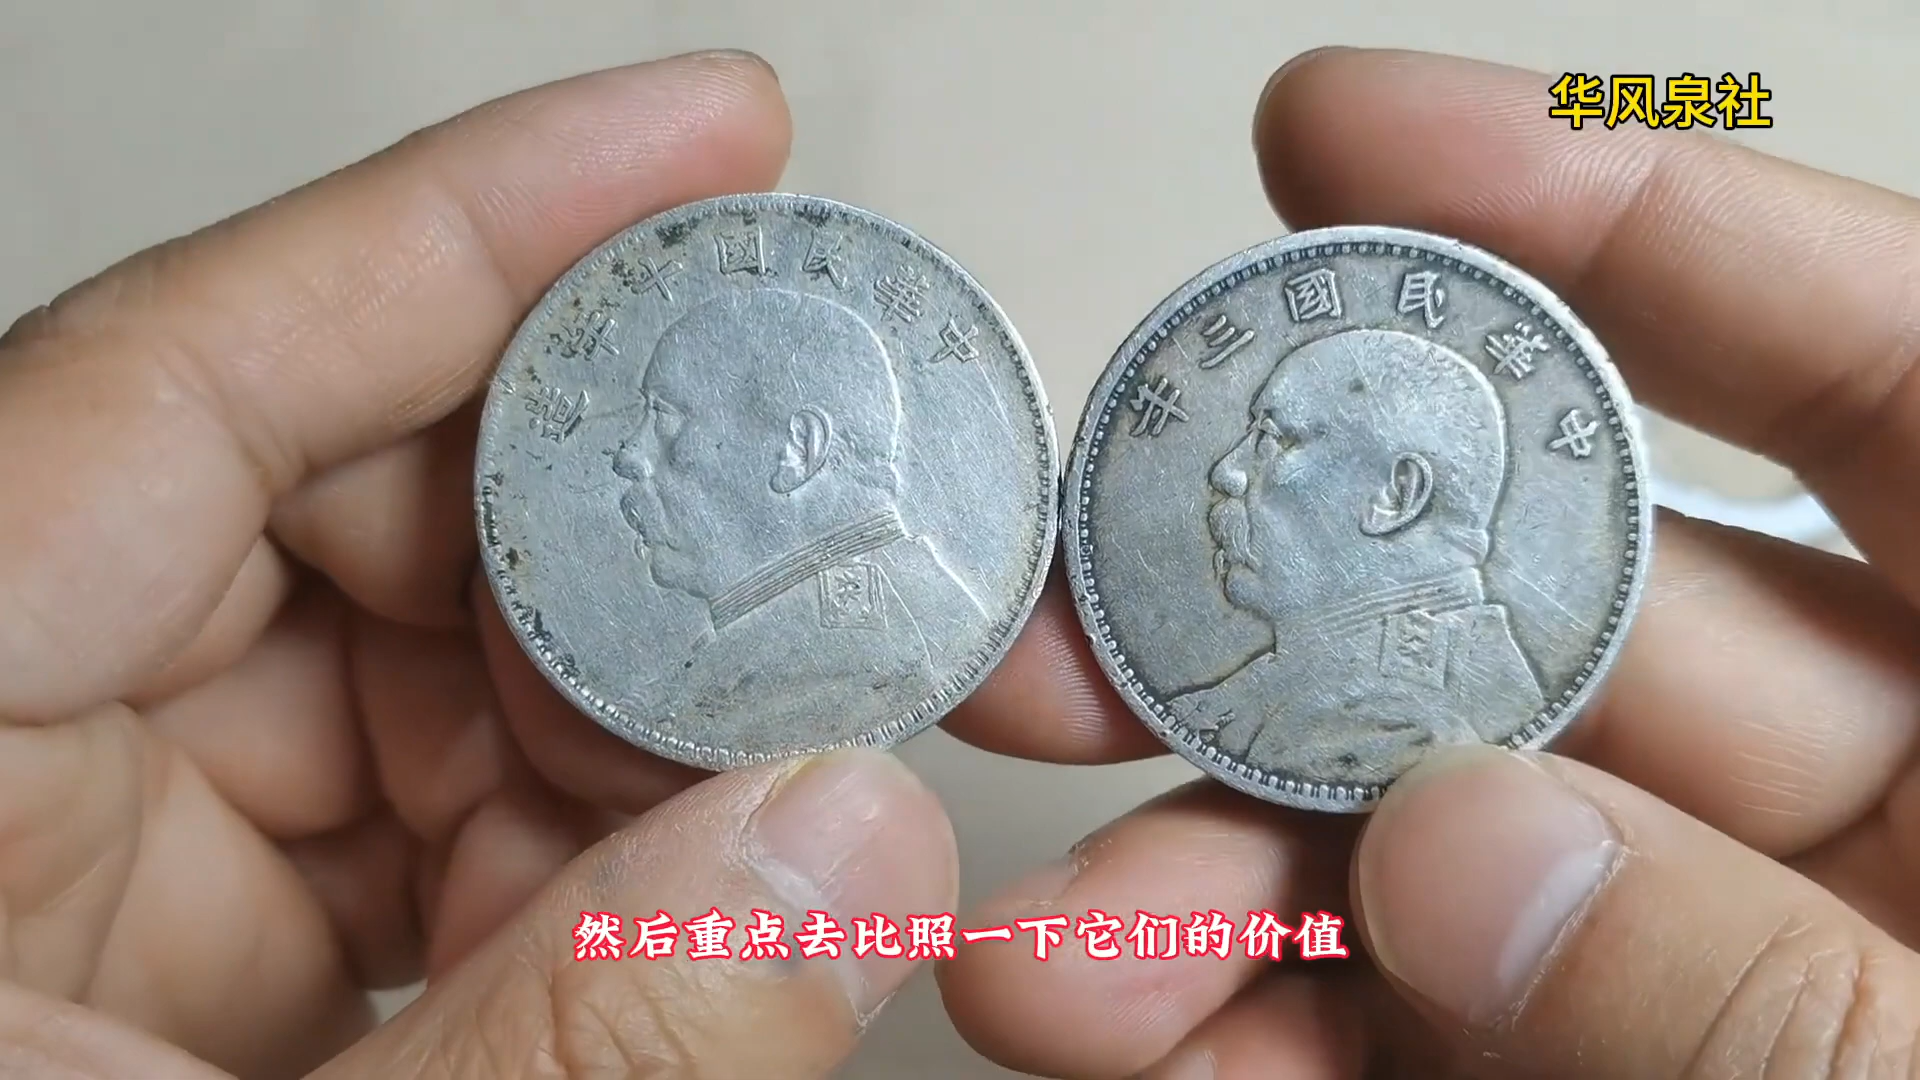 华风泉社
造年十國民華中
年三國民華中
然后重点去比照一下它们的价值